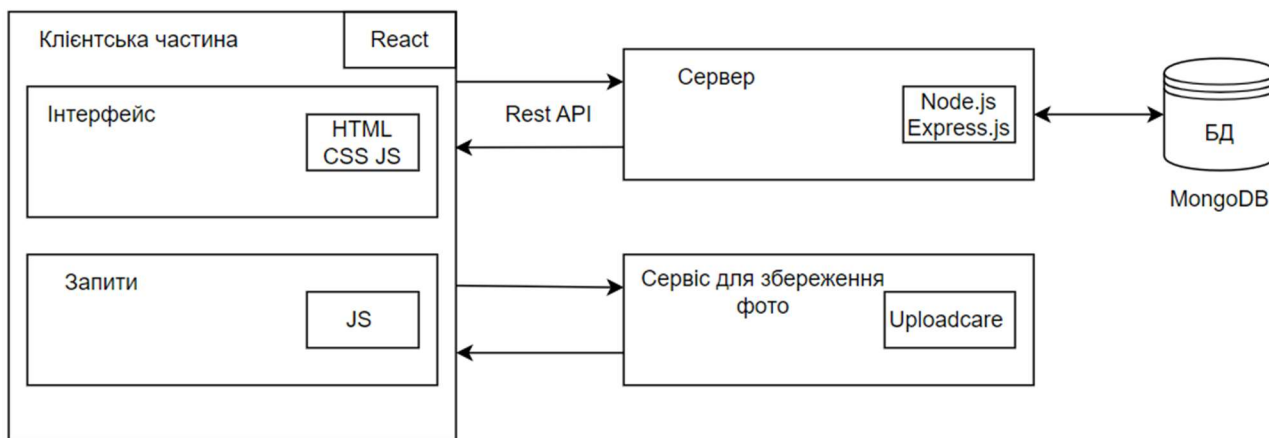 Клієнтська частина
React
Інтерфейс
HTML
CSS JS
Запити
JS
Rest API
Сервер
Node.js
Express.js
БД
MongoDB
Сервіс для збереження
фото
Uploadcare